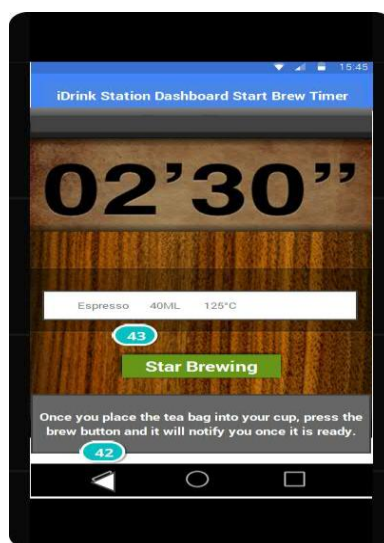 15:45
iDrink Station Dashboard Start Brew Timer
02’30’’
Espresso 40ML 125°C
43
Star Brewing
Once you place the tea bag into your cup, press the
brew button and it will notify you once it is ready.
42